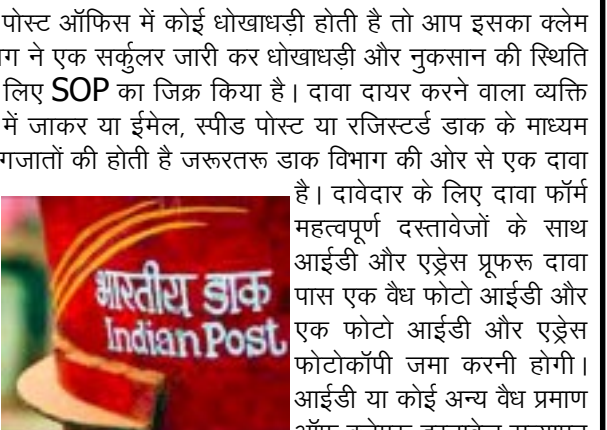 पोस्ट ऑफिस में कोई धोखाधड़ी होती है तो आप इसका क्लेम
ग ने एक सर्कुलर जारी कर धोखाधड़ी और नुकसान की स्थिति
लिए SOP का जिक्र किया है। दावा दायर करने वाला व्यक्ति
में जाकर या ईमेल, स्पीड पोस्ट या रजिस्टर्ड डाक के माध्यम
गजातों की होती है जरूरतरू डाक विभाग की ओर से एक दावा
है। दावेदार के लिए दावा फॉर्म
महत्वपूर्ण दस्तावेजों के साथ
आईडी और एड्रेस प्रूफरू दावा
पास एक वैध फोटो आईडी और
एक फोटो आईडी और एड्रेस
फोटोकॉपी जमा करनी होगी।
आईडी या कोई अन्य वैध प्रमाण
भारतीय डाक
Indian Post